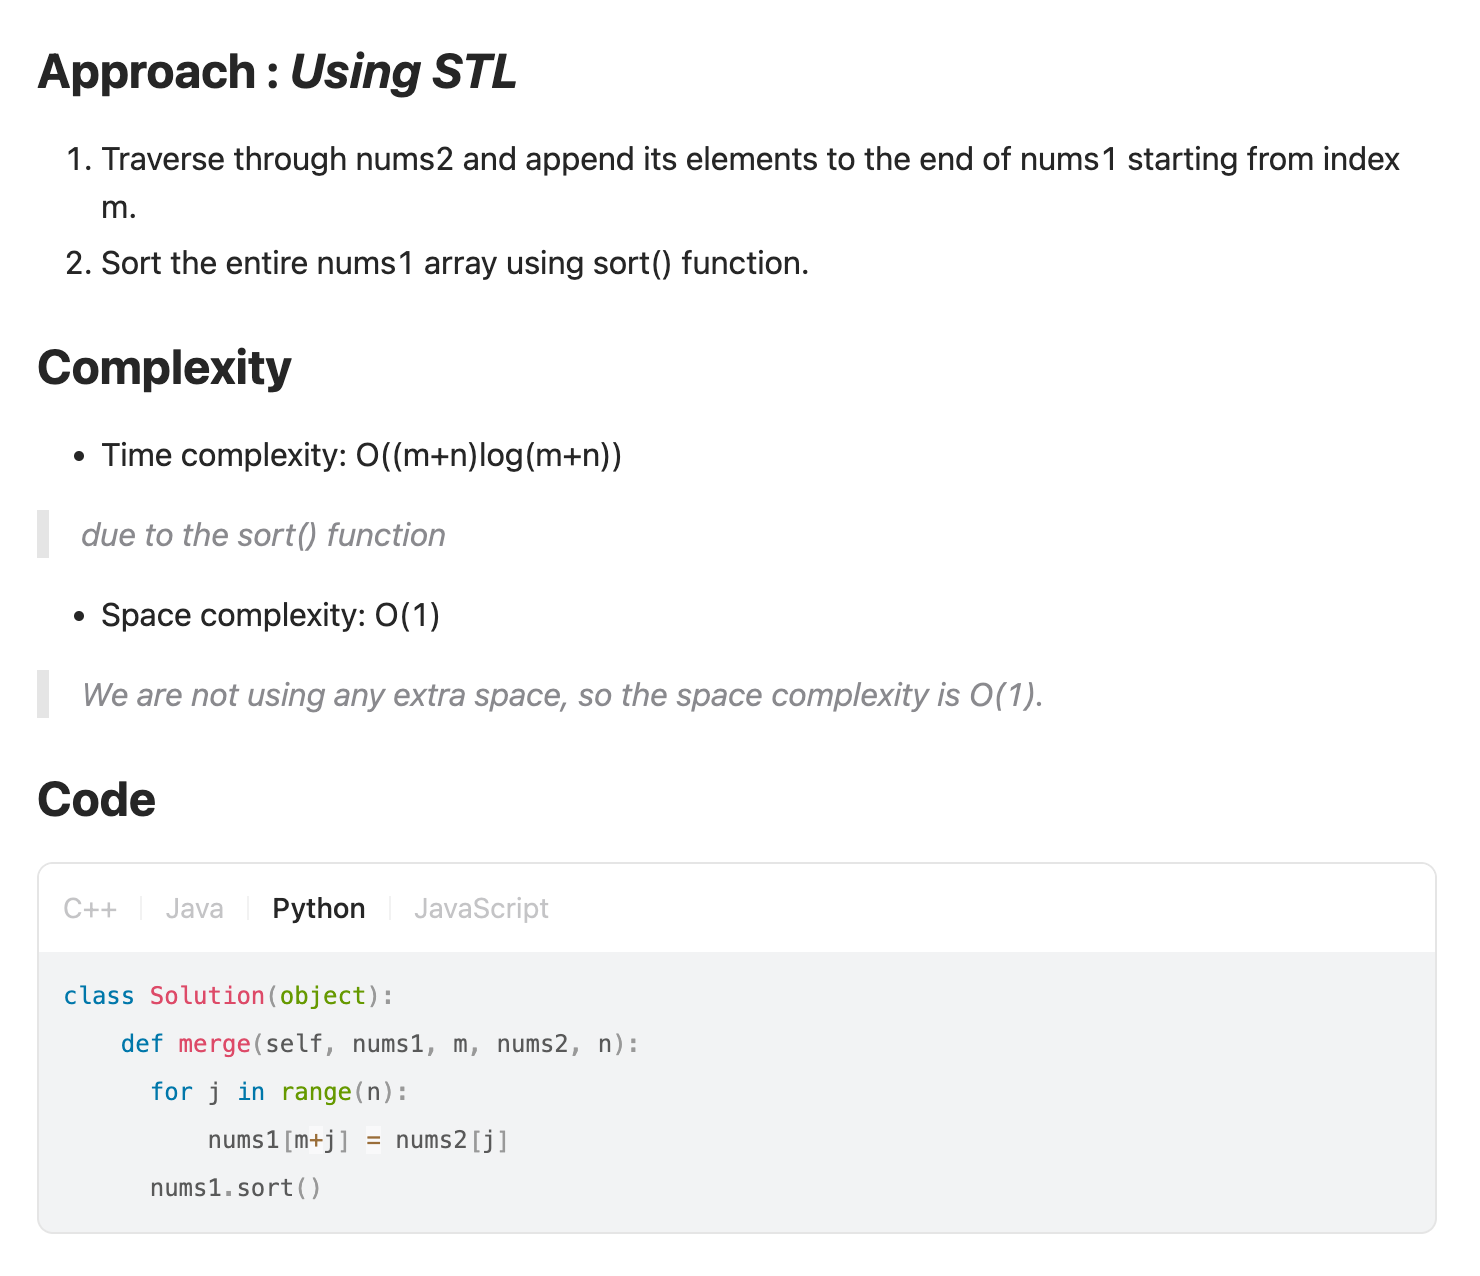 Approach : Using STL
1. Traverse through nums2 and append its elements to the end of nums1 starting from index
m.
2. Sort the entire nums1 array using sort() function.
Complexity
• Time complexity: O((m+n)log(m+n))
due to the sort() function
• Space complexity: O(1)
We are not using any extra space, so the space complexity is O(1).
Code
C++ | Java | Python | JavaScript
class Solution(object):
    def merge(self, nums1, m, nums2, n):
      for j in range(n):
          nums1[m+j] = nums2[j]
      nums1.sort()